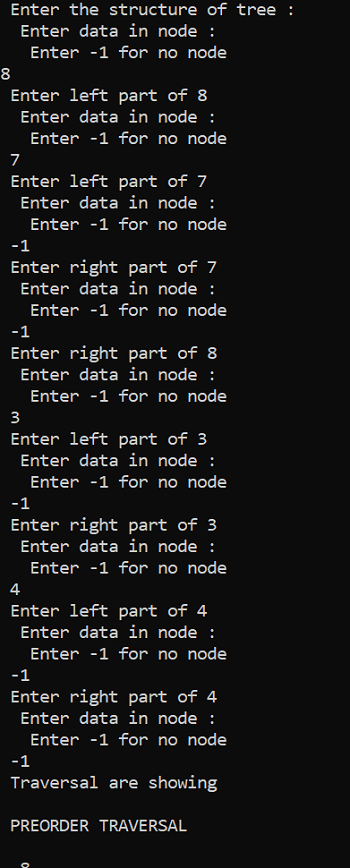 Enter the structure of tree :
Enter data in node :
Enter -1 for no node
8
Enter left part of 8
Enter data in node :
Enter -1 for no node
7
Enter left part of 7
Enter data in node :
Enter -1 for no node
-1
Enter right part of 7
Enter data in node :
Enter -1 for no node
-1
Enter right part of 8
Enter data in node :
Enter -1 for no node
3
Enter left part of 3
Enter data in node :
Enter -1 for no node
-1
Enter right part of 3
Enter data in node :
Enter -1 for no node
4
Enter left part of 4
Enter data in node :
Enter -1 for no node
-1
Enter right part of 4
Enter data in node :
Enter -1 for no node
-1
Traversal are showing
PREORDER TRAVERSAL